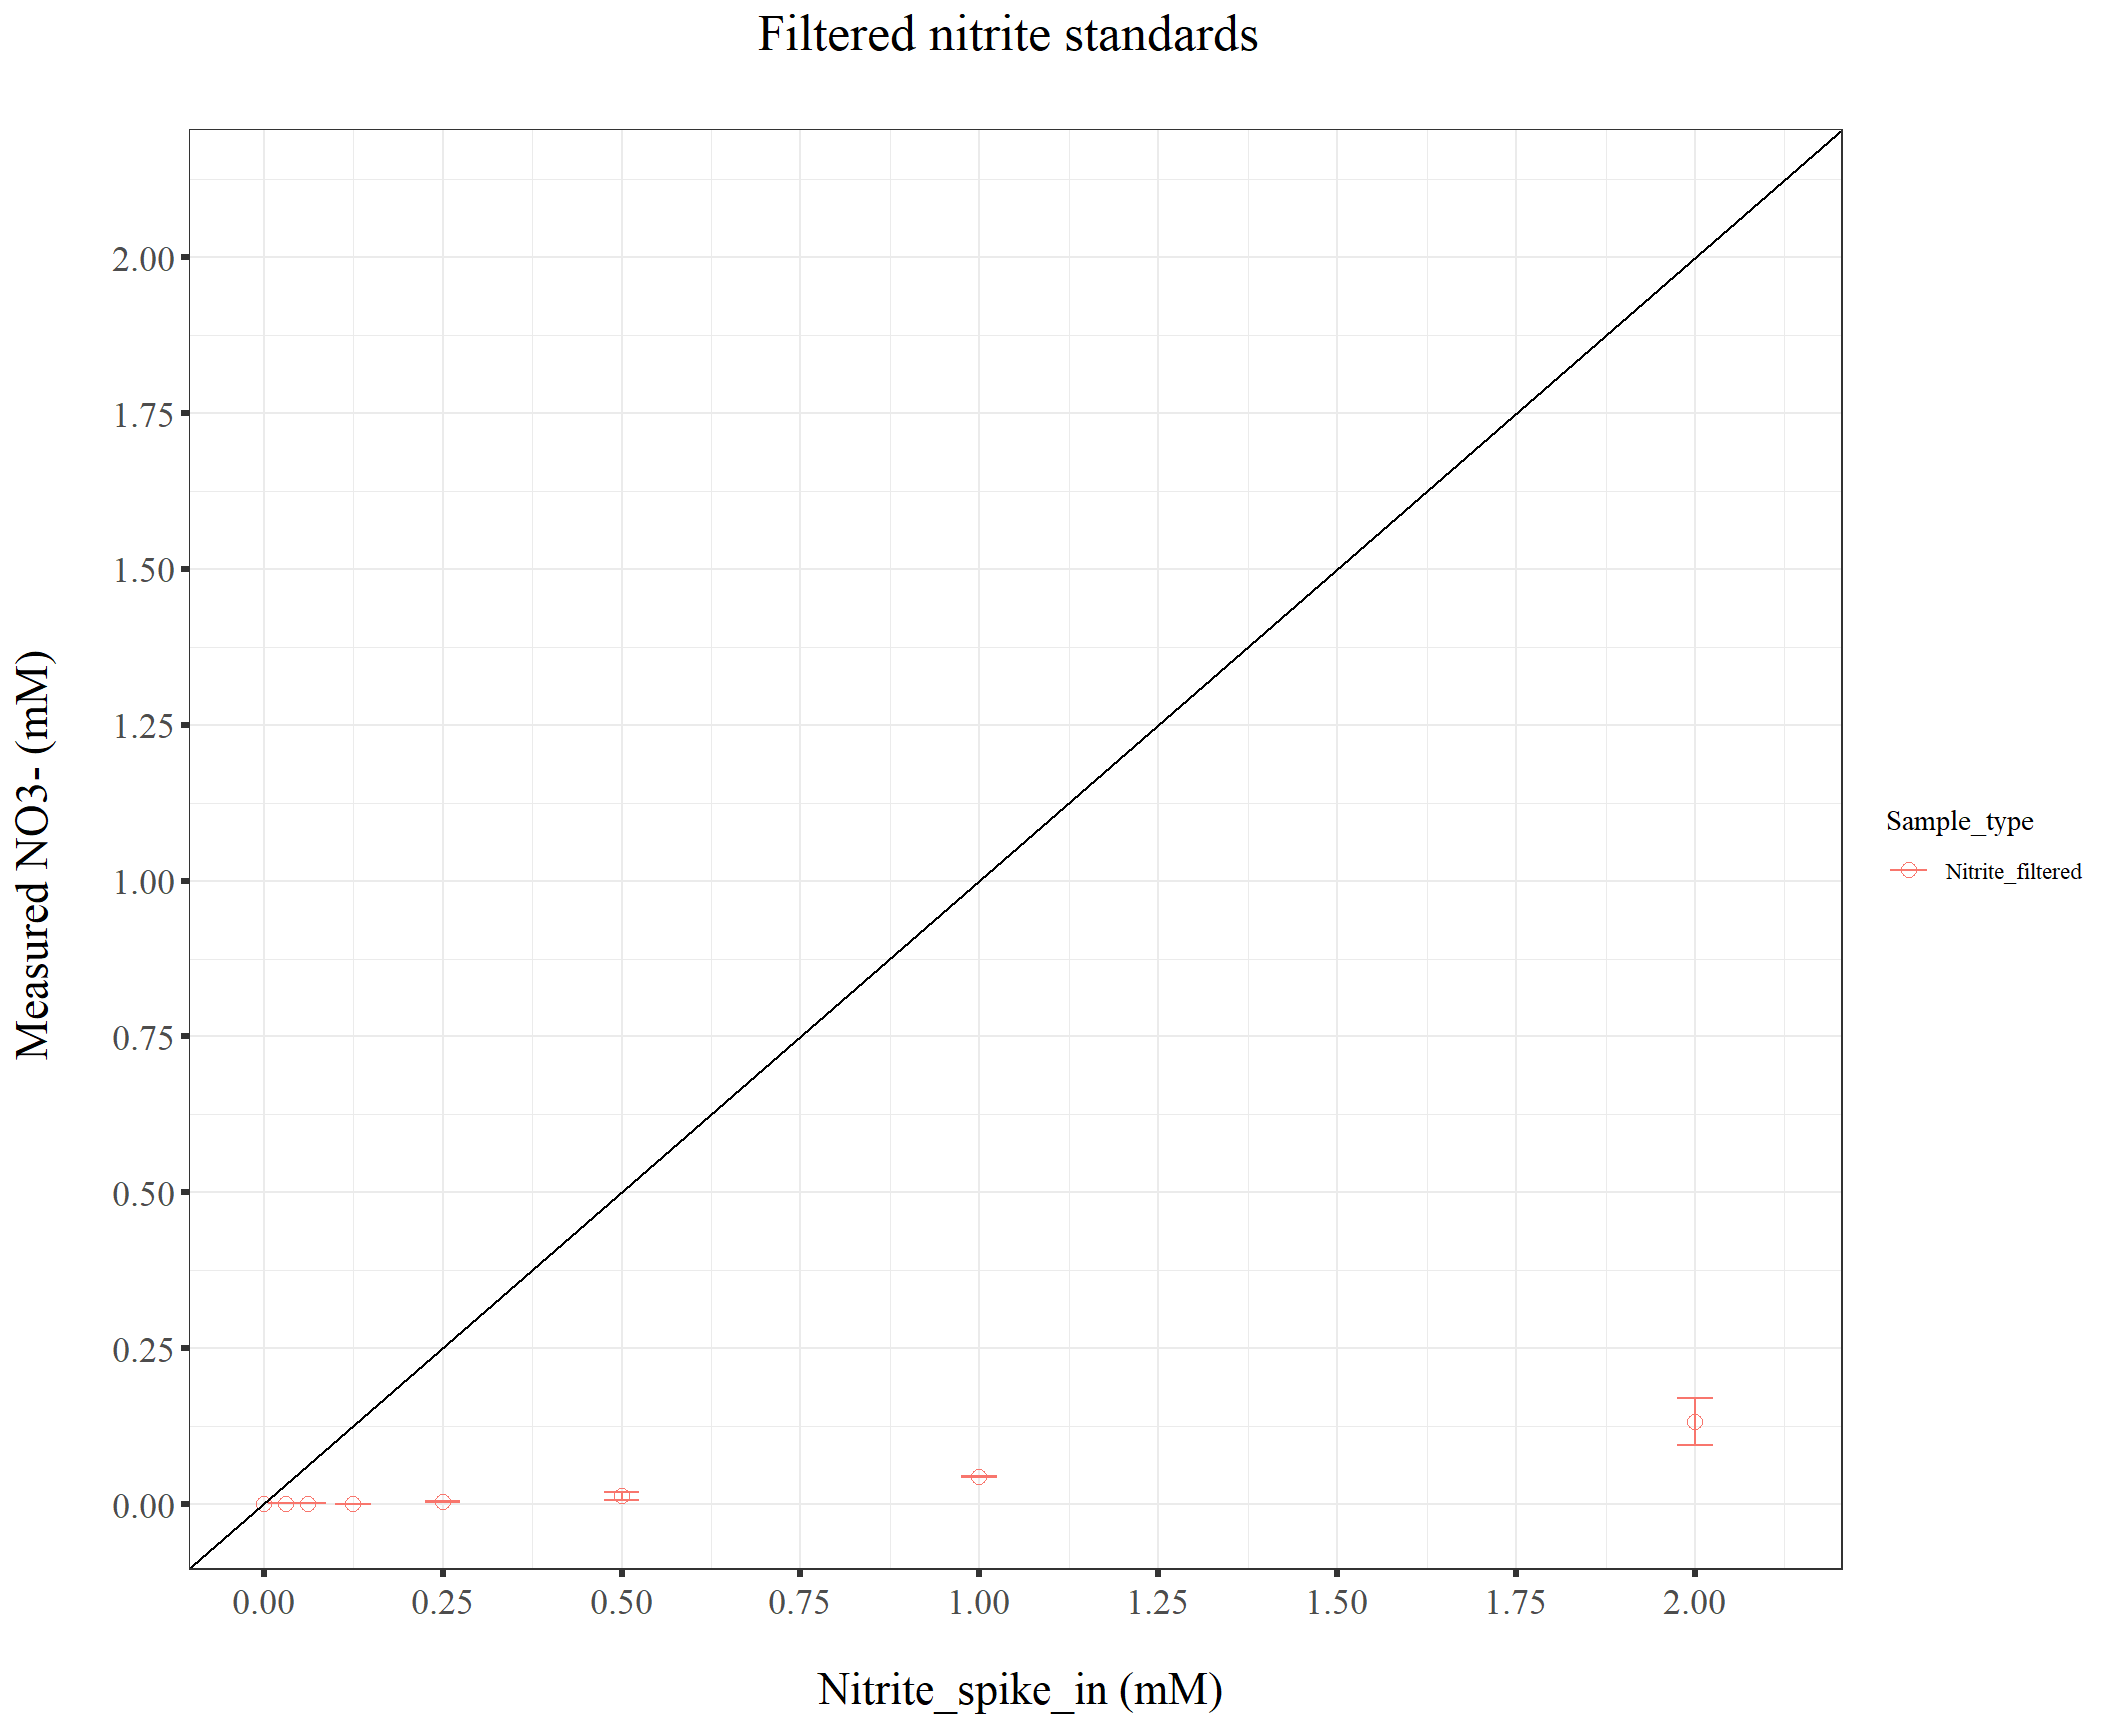 Filtered nitrite standards
Measured NO3- (mM)
2.00
1.75
1.50
1.25
1.00
0.75
0.50
0.25
0.00
0.00 0.25 0.50 0.75 1.00 1.25 1.50 1.75 2.00
Nitrite_spike_in (mM)
Sample_type
Nitrite_filtered